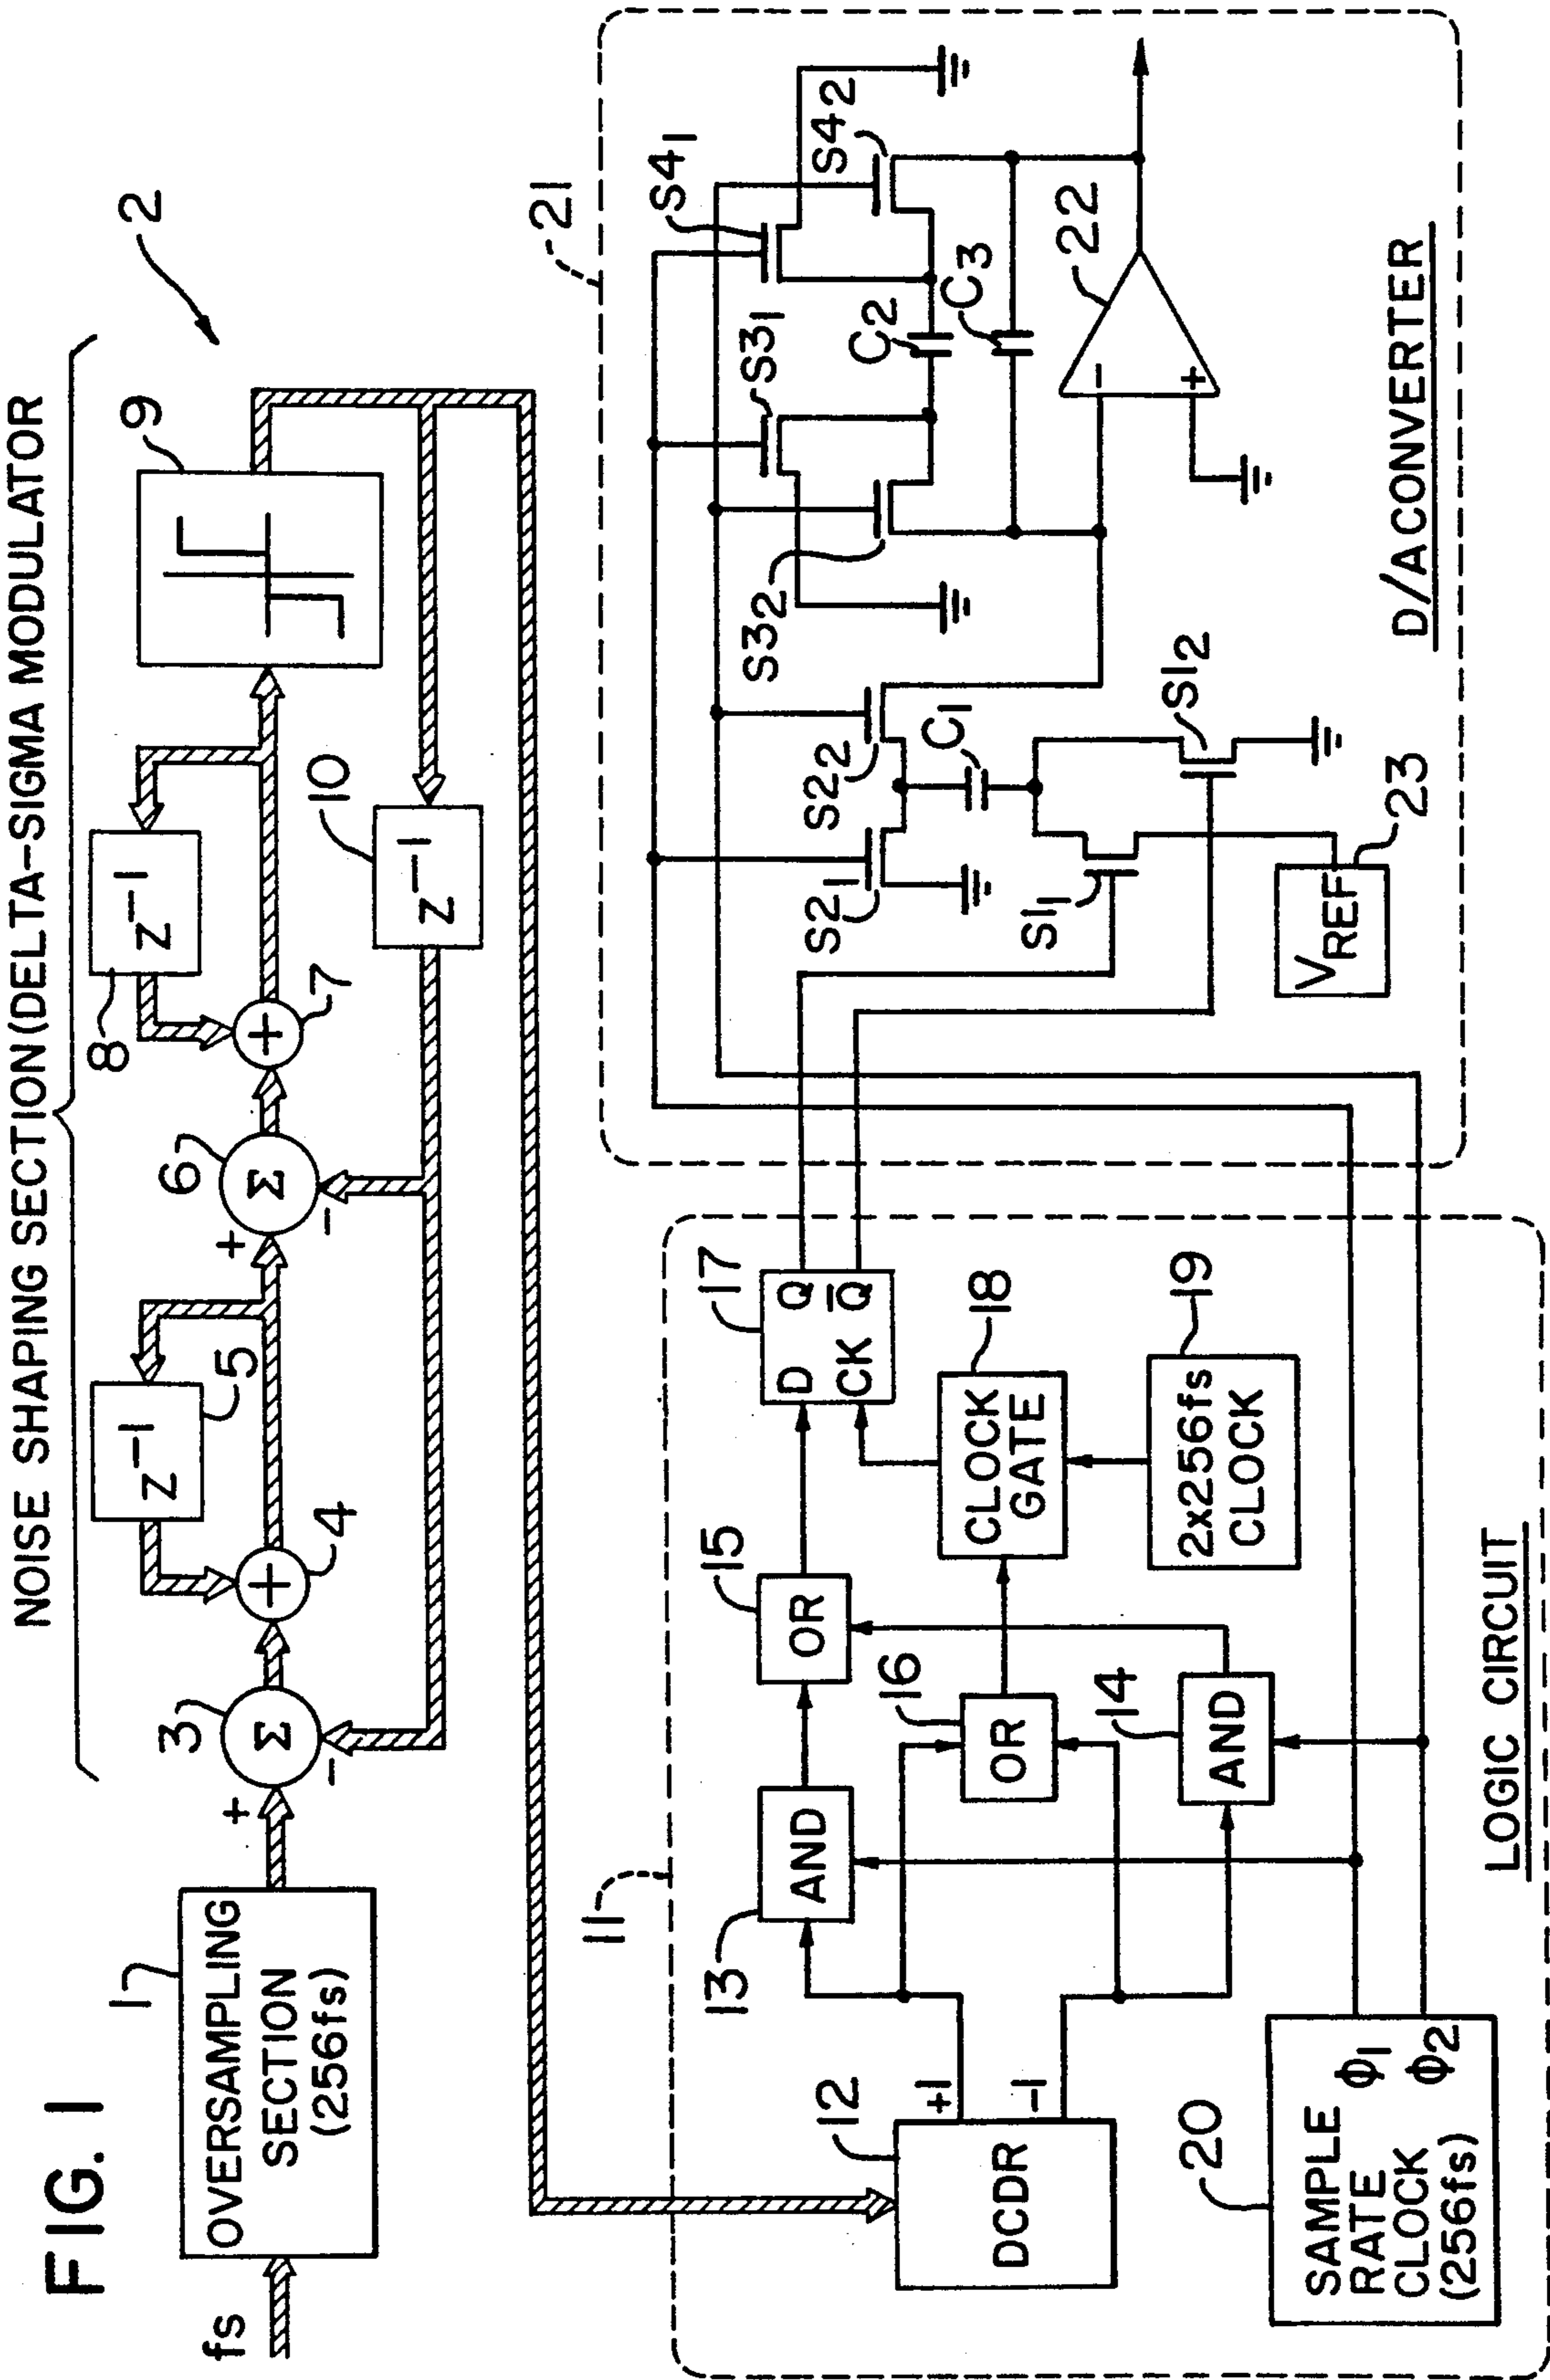 FIG. 1
NOISE SHAPING SECTION (DELTA-SIGMA MODULATOR
2
fs
1
OVERSAMPLING
SECTION
(256fs)
+
3
Σ
-
4
+
5
z⁻¹
+
6
Σ
-
7
+
8
z⁻¹
9
10
z⁻¹
11
12
DCDR
+1
-1
13
AND
15
OR
16
OR
14
AND
17
D Q
CK Q̅
18
CLOCK
GATE
19
2x256fs
CLOCK
20
SAMPLE
RATE
CLOCK
(256fs)
ϕ1
ϕ2
LOGIC CIRCUIT
21
S2₁
S2₂
C₁
S1₁
S1₂
VREF
23
S3₂
S3₁
C₂
C₃
S4₁
S4₂
-
+
22
D/A CONVERTER